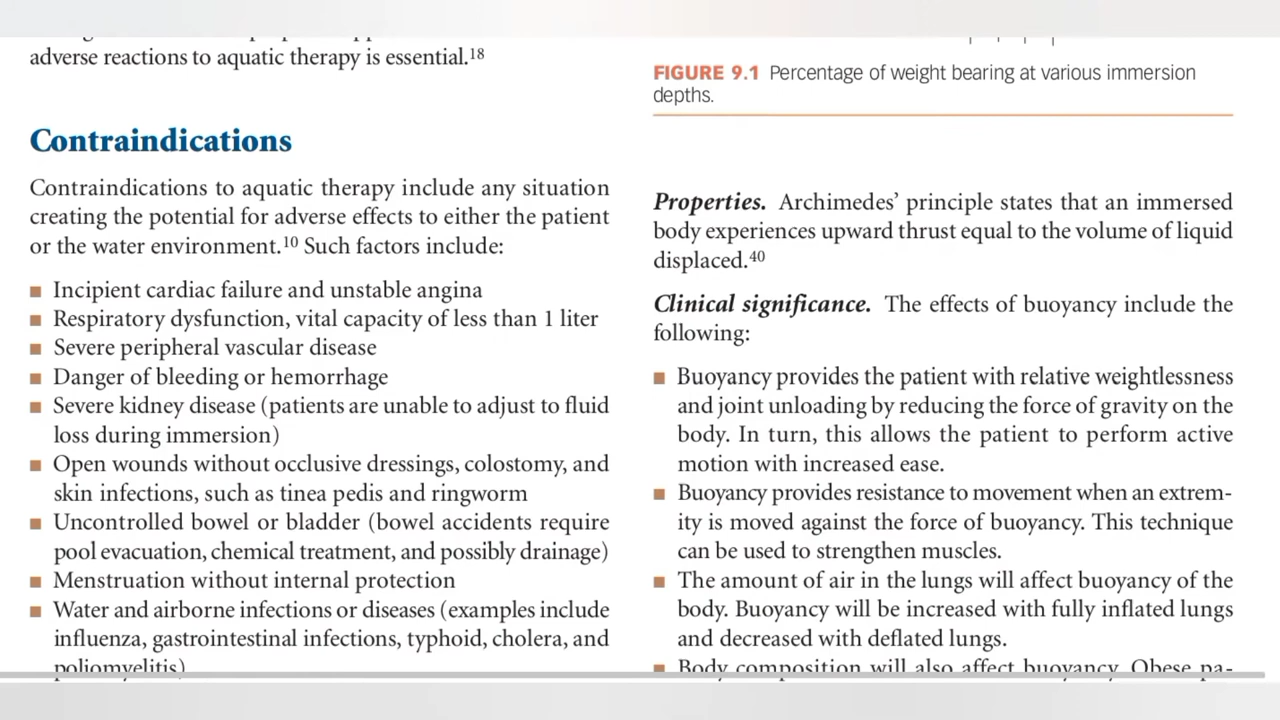 adverse reactions to aquatic therapy is essential.18
Contraindications
Contraindications to aquatic therapy include any situation
creating the potential for adverse effects to either the patient
or the water environment.10 Such factors include:
■ Incipient cardiac failure and unstable angina
■ Respiratory dysfunction, vital capacity of less than 1 liter
■ Severe peripheral vascular disease
■ Danger of bleeding or hemorrhage
■ Severe kidney disease (patients are unable to adjust to fluid
loss during immersion)
■ Open wounds without occlusive dressings, colostomy, and
skin infections, such as tinea pedis and ringworm
■ Uncontrolled bowel or bladder (bowel accidents require
pool evacuation, chemical treatment, and possibly drainage)
■ Menstruation without internal protection
■ Water and airborne infections or diseases (examples include
influenza, gastrointestinal infections, typhoid, cholera, and
poliomyelitis)
FIGURE 9.1 Percentage of weight bearing at various immersion
depths.
Properties. Archimedes’ principle states that an immersed
body experiences upward thrust equal to the volume of liquid
displaced.40
Clinical significance. The effects of buoyancy include the
following:
■ Buoyancy provides the patient with relative weightlessness
and joint unloading by reducing the force of gravity on the
body. In turn, this allows the patient to perform active
motion with increased ease.
■ Buoyancy provides resistance to movement when an extrem-
ity is moved against the force of buoyancy. This technique
can be used to strengthen muscles.
■ The amount of air in the lungs will affect buoyancy of the
body. Buoyancy will be increased with fully inflated lungs
and decreased with deflated lungs.
■ Body composition will also affect buoyancy. Obese pa-